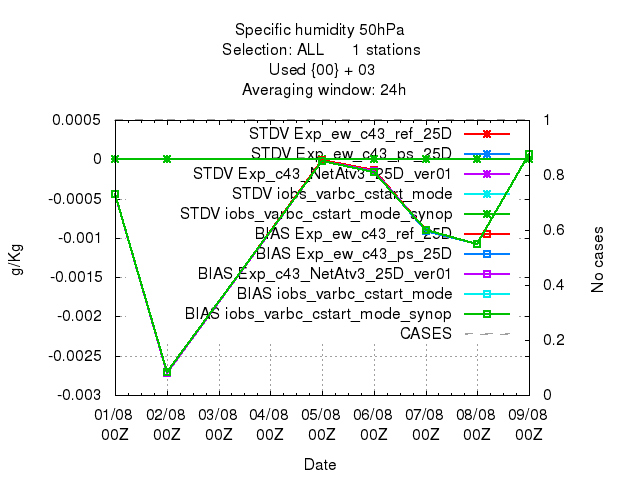 Specific humidity 50hPa
Selection: ALL 1 stations
Used {00} + 03
Averaging window: 24h
0.0005
0
-0.0005
-0.001
-0.0015
-0.002
-0.0025
-0.003
g/Kg
1
0.8
0.6
0.4
0.2
0
No cases
STDV Exp_ew_c43_ref_25D
STDV Exp_ew_c43_ps_25D
STDV Exp_c43_NetAtv3_25D_ver01
STDV iobs_varbc_cstart_mode
STDV iobs_varbc_cstart_mode_synop
BIAS Exp_ew_c43_ref_25D
BIAS Exp_ew_c43_ps_25D
BIAS Exp_c43_NetAtv3_25D_ver01
BIAS iobs_varbc_cstart_mode
BIAS iobs_varbc_cstart_mode_synop
CASES
01/08 02/08 03/08 04/08 05/08 06/08 07/08 08/08 09/08
00Z 00Z 00Z 00Z 00Z 00Z 00Z 00Z 00Z
Date